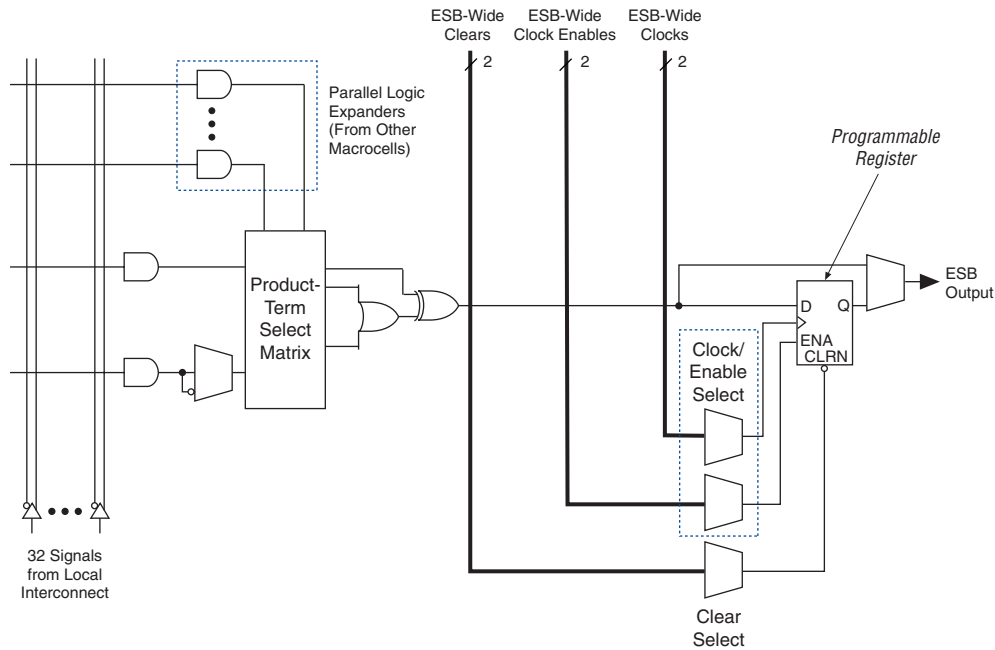 ESB-Wide
Clears
ESB-Wide
Clock Enables
ESB-Wide
Clocks
2
2
2
Parallel Logic
Expanders
(From Other
Macrocells)
Programmable
Register
Product-
Term
Select
Matrix
ESB
Output
D
Q
ENA
CLRN
Clock/
Enable
Select
32 Signals
from Local
Interconnect
Clear
Select